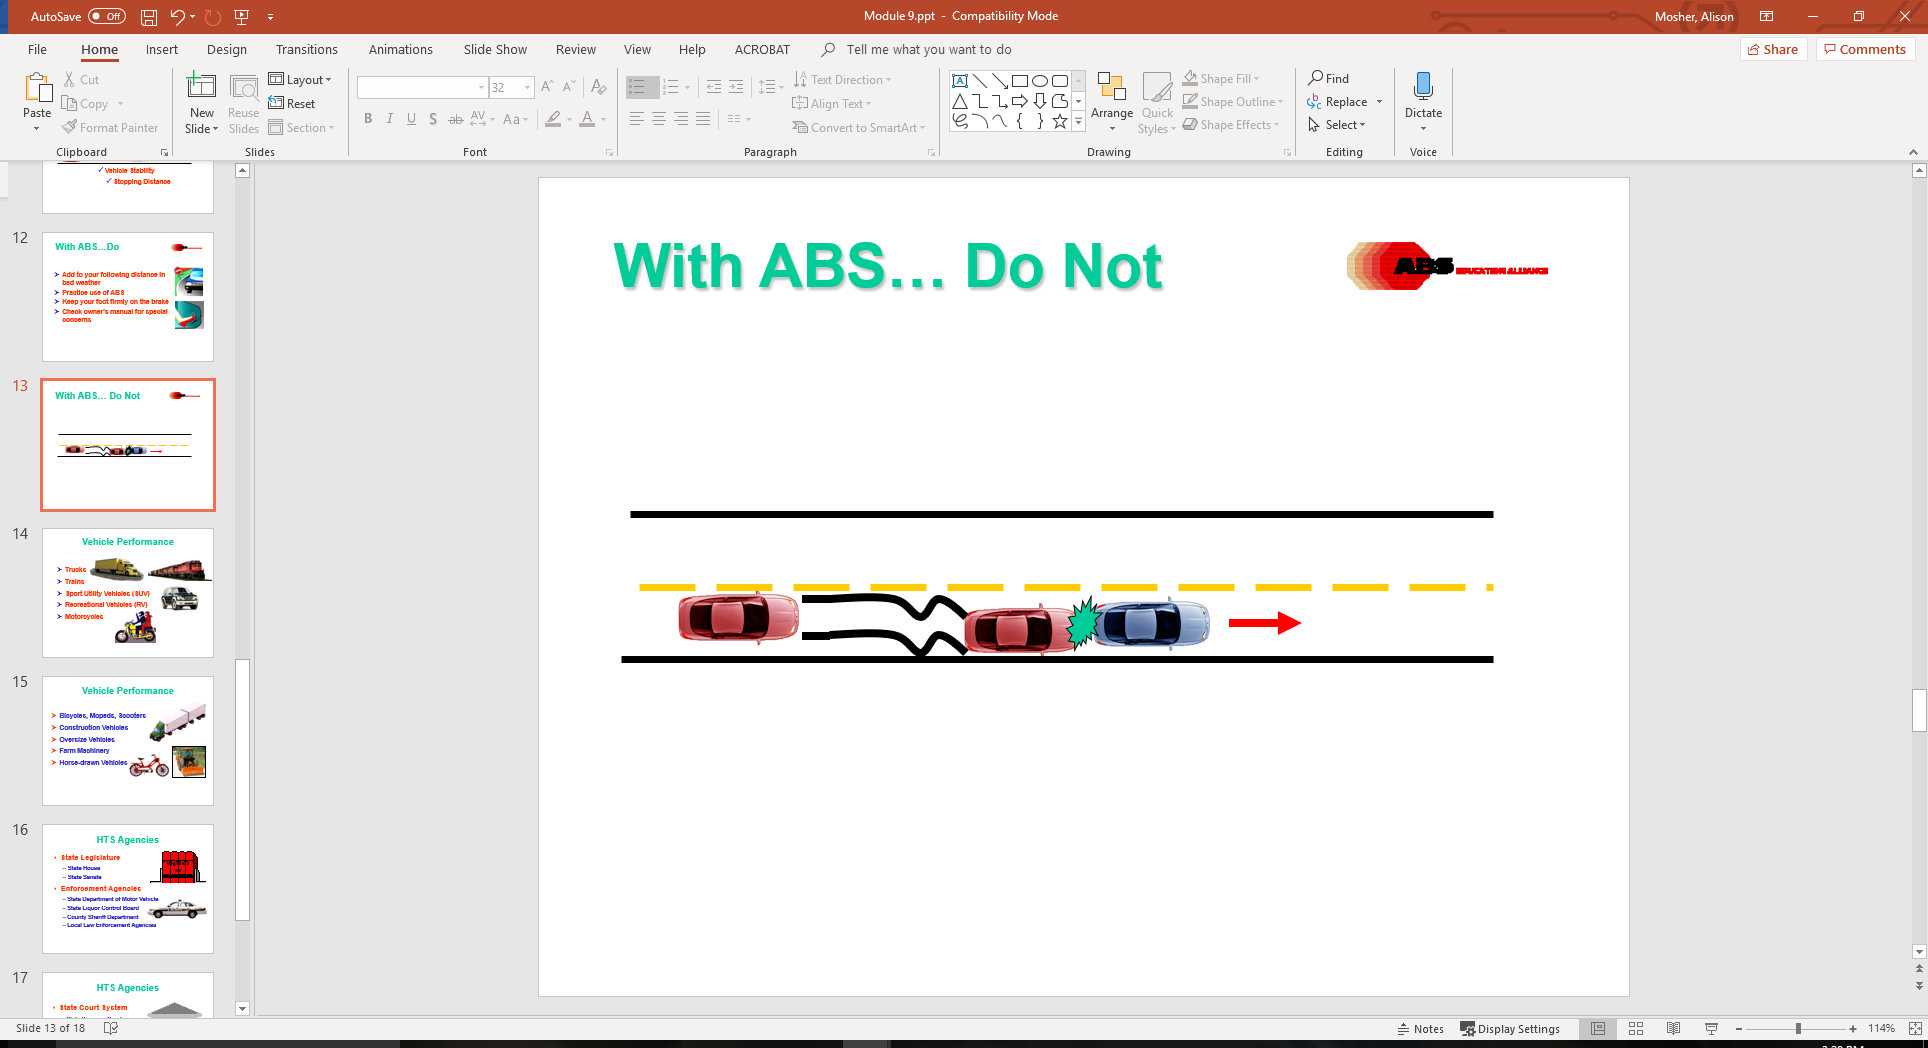 AutoSave Off
Module 9.ppt - Compatibility Mode
Mosher, Alison
File Home Insert Design Transitions Animations Slide Show Review View Help ACROBAT Tell me what you want to do
Share Comments
Paste
Cut
Copy
Format Painter
Clipboard
New Slide
Reuse Slides
Layout
Reset
Section
Slides
32
B I U S ab AV Aa A
Font
Text Direction
Align Text
Convert to SmartArt
Paragraph
Arrange
Quick Styles
Shape Fill
Shape Outline
Shape Effects
Drawing
Find
Replace
Select
Editing
Dictate
Voice
Vehicle Stability
Stopping Distance
12
With ABS...Do
Add to your following distance in
bad weather
Practice use of ABS
Keep your foot firmly on the brake
Check owner's manual for special
concerns
13
With ABS... Do Not
14
Vehicle Performance
Trucks
Trains
Sport Utility Vehicles (SUV)
Recreational Vehicles (RV)
Motorcycles
15
Vehicle Performance
Bicycles, Mopeds, Scooters
Construction Vehicles
Oversize Vehicles
Farm Machinery
Horse-drawn Vehicles
16
HTS Agencies
State Legislature
– State House
– State Senate
Enforcement Agencies
– State Department of Motor Vehicle
– State Liquor Control Board
– County Sheriff Department
– Local Law Enforcement Agencies
17
HTS Agencies
State Court System
With ABS... Do Not
ABS EDUCATION ALLIANCE
Slide 13 of 18
Notes Display Settings 114%